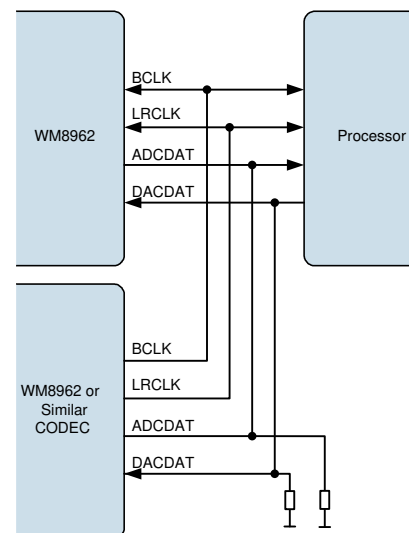 BCLK
LRCLK
WM8962
Processor
ADCDAT
DACDAT
BCLK
LRCLK
WM8962 or
Similar
CODEC
ADCDAT
DACDAT